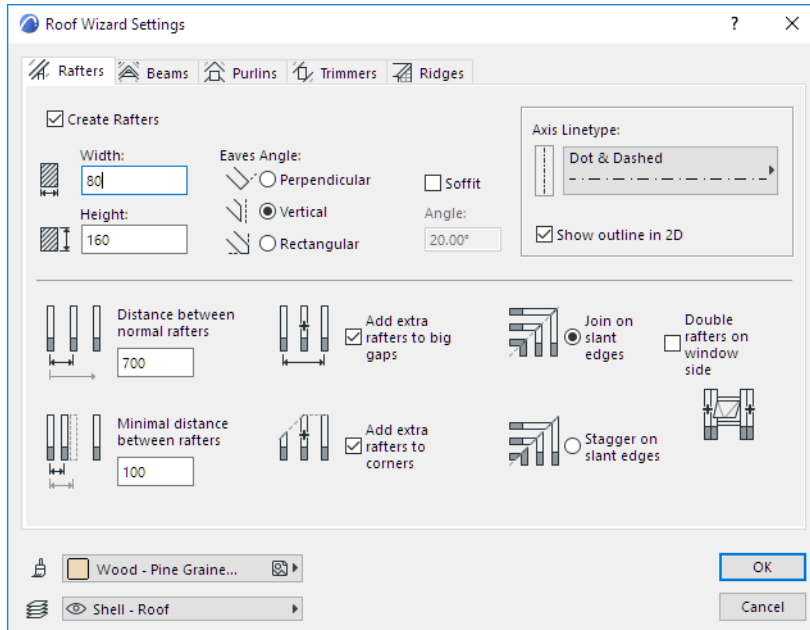 Roof Wizard Settings
?
Rafters
Beams
Purlins
Trimmers
Ridges
Create Rafters
Width:
80
Height:
160
Eaves Angle:
Perpendicular
Vertical
Rectangular
Soffit
Angle:
20.00°
Axis Linetype:
Dot & Dashed
Show outline in 2D
Distance between
normal rafters
700
Add extra
rafters to big
gaps
Join on
slant
edges
Double
rafters on
window
side
Minimal distance
between rafters
100
Add extra
rafters to
corners
Stagger on
slant edges
Wood - Pine Graine...
Shell - Roof
OK
Cancel